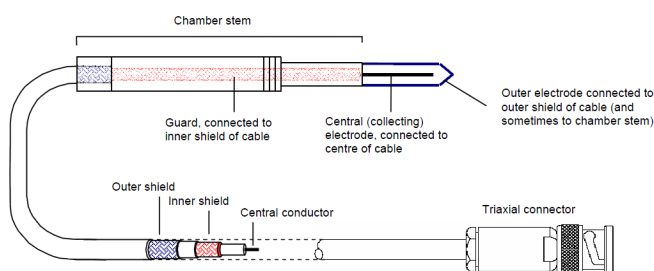 Chamber stem
Outer electrode connected to
outer shield of cable (and
sometimes to chamber stem)
Guard, connected to
inner shield of cable
Central (collecting)
electrode, connected to
centre of cable
Outer shield
Inner shield
Central conductor
Triaxial connector